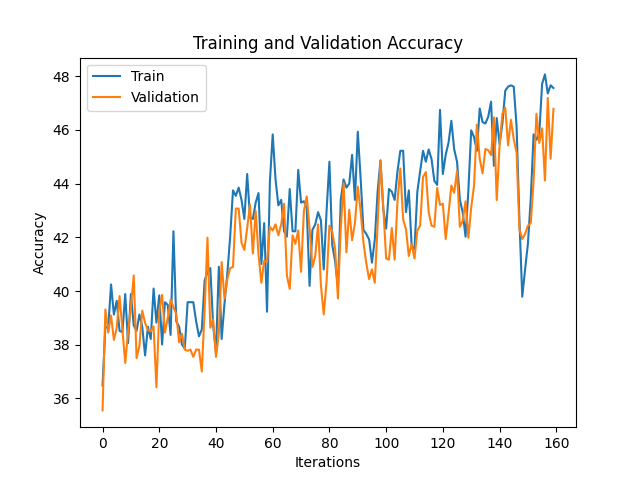 Training and Validation Accuracy
Train
Validation
48
46
44
42
40
38
36
Accuracy
0 20 40 60 80 100 120 140 160
Iterations